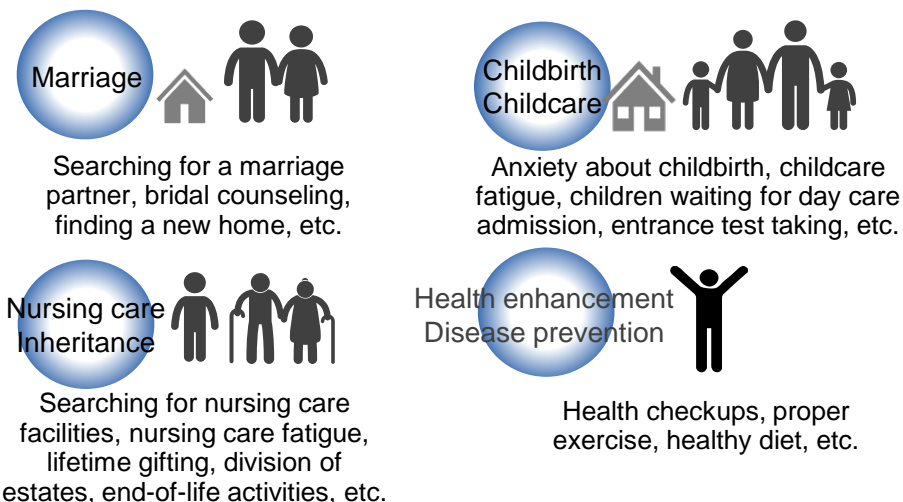 Marriage
Searching for a marriage
partner, bridal counseling,
finding a new home, etc.
Childbirth
Childcare
Anxiety about childbirth, childcare
fatigue, children waiting for day care
admission, entrance test taking, etc.
Nursing care
Inheritance
Searching for nursing care
facilities, nursing care fatigue,
lifetime gifting, division of
estates, end-of-life activities, etc.
Health enhancement
Disease prevention
Health checkups, proper
exercise, healthy diet, etc.